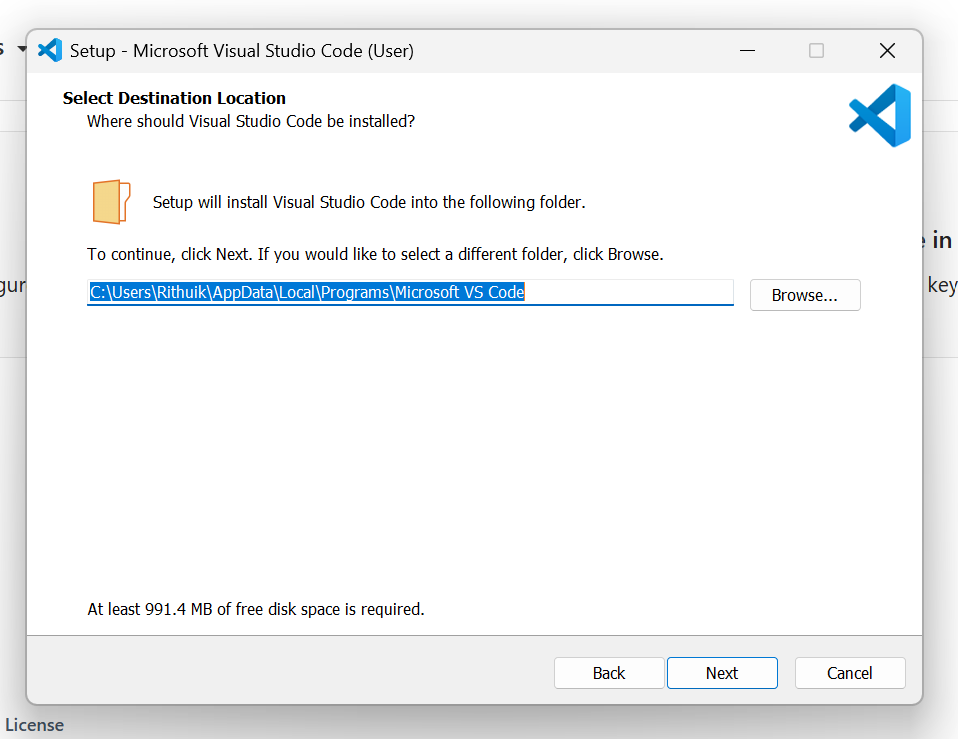 Setup - Microsoft Visual Studio Code (User)
Select Destination Location
Where should Visual Studio Code be installed?
Setup will install Visual Studio Code into the following folder.
in
To continue, click Next. If you would like to select a different folder, click Browse.
key
C:\Users\Rithuik\AppData\Local\Programs\Microsoft VS Code
Browse...
At least 991.4 MB of free disk space is required.
Back
Next
Cancel
License